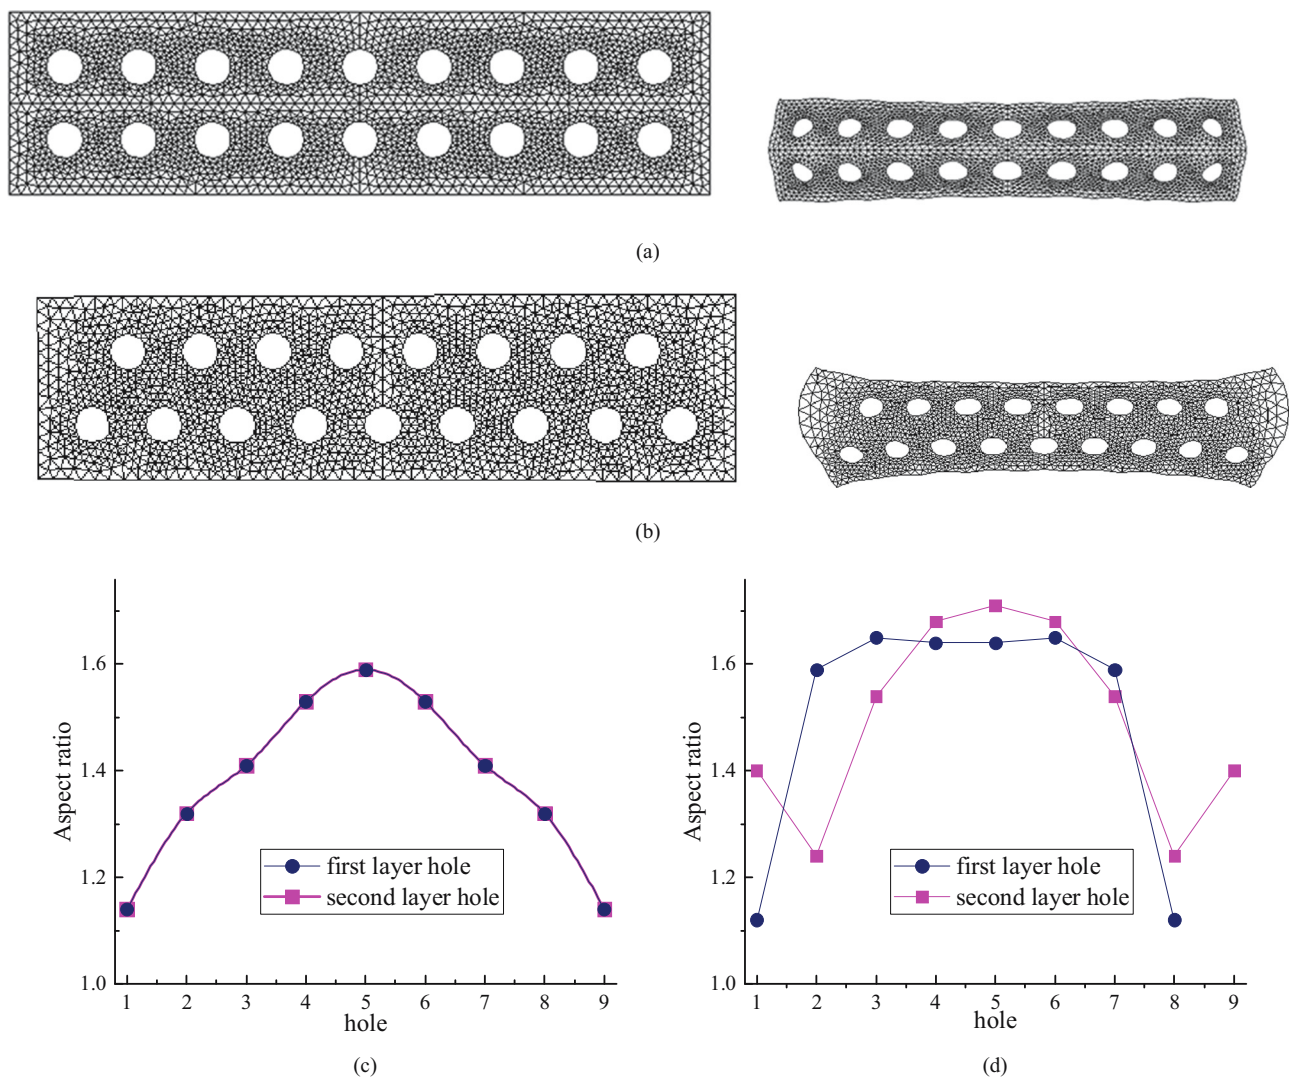 (a)
(b)
Aspect ratio
1.6
1.4
1.2
1.0
first layer hole
second layer hole
1 2 3 4 5 6 7 8 9
hole
(c)
Aspect ratio
1.6
1.4
1.2
1.0
first layer hole
second layer hole
1 2 3 4 5 6 7 8 9
hole
(d)